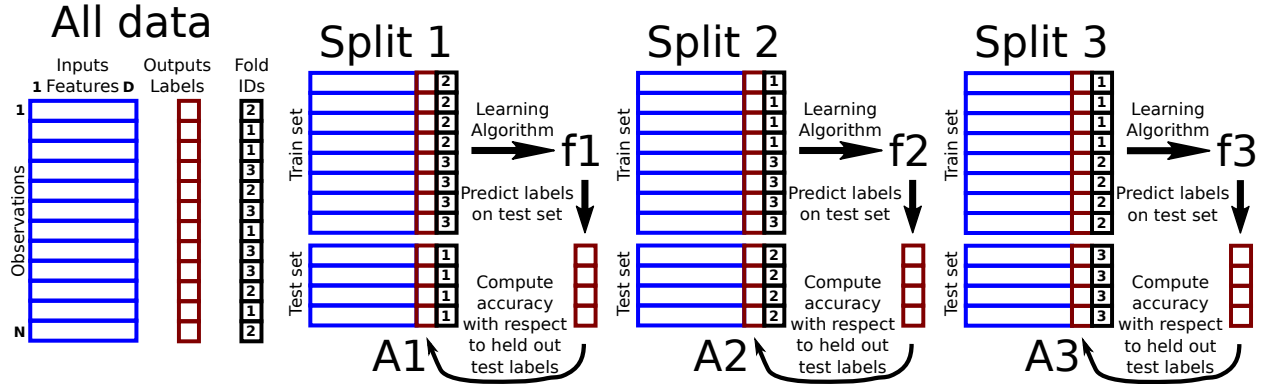 All data
Inputs
1 Features D
Outputs
Labels
Fold
IDs
Observations
1
N
2
1
1
3
2
3
1
3
3
2
1
2
Split 1
Train set
2
2
2
2
3
3
3
3
Learning
Algorithm
f1
Predict labels
on test set
Test set
1
1
1
1
Compute
accuracy
with respect
to held out
test labels
A1
Split 2
Train set
1
1
1
1
3
3
3
3
Learning
Algorithm
f2
Predict labels
on test set
Test set
2
2
2
2
Compute
accuracy
with respect
to held out
test labels
A2
Split 3
Train set
1
1
1
1
2
2
2
2
Learning
Algorithm
f3
Predict labels
on test set
Test set
3
3
3
3
Compute
accuracy
with respect
to held out
test labels
A3